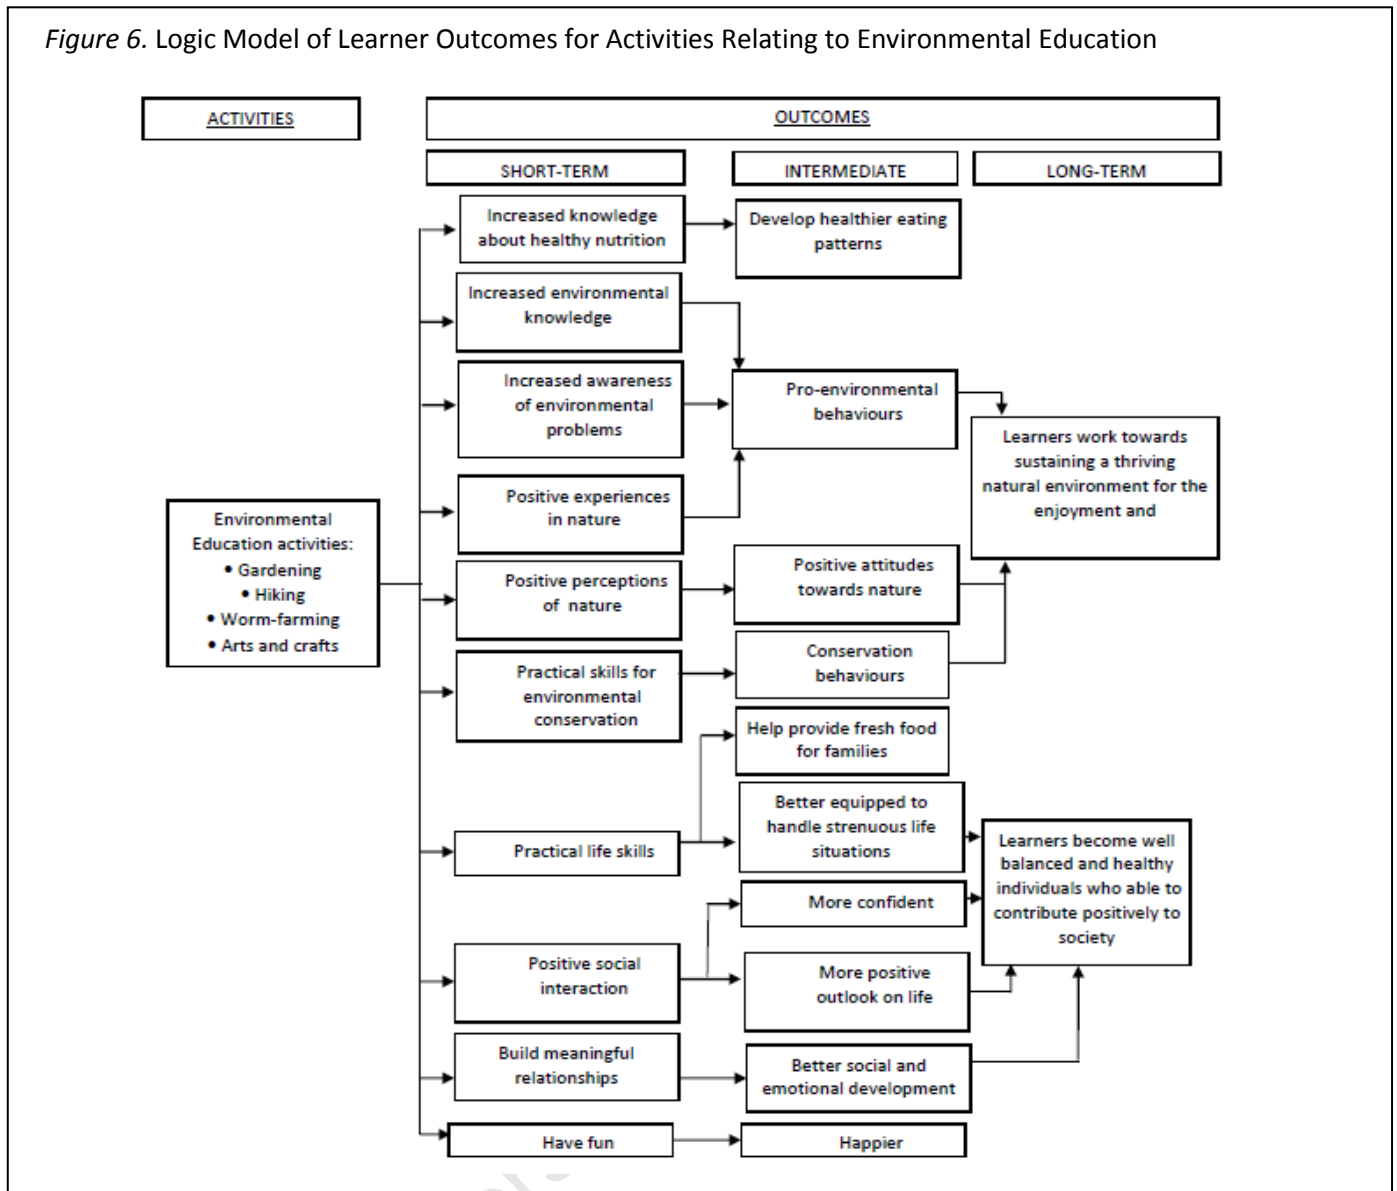 Figure 6. Logic Model of Learner Outcomes for Activities Relating to Environmental Education
ACTIVITIES
OUTCOMES
SHORT-TERM
INTERMEDIATE
LONG-TERM
Increased knowledge
about healthy nutrition
Develop healthier eating
patterns
Increased environmental
knowledge
Increased awareness
of environmental
problems
Pro-environmental
behaviours
Learners work towards
sustaining a thriving
natural environment for the
enjoyment and
Positive experiences
in nature
Environmental
Education activities:
• Gardening
• Hiking
• Worm-farming
• Arts and crafts
Positive perceptions
of nature
Positive attitudes
towards nature
Practical skills for
environmental
conservation
Conservation
behaviours
Help provide fresh food
for families
Practical life skills
Better equipped to
handle strenuous life
situations
Learners become well
balanced and healthy
individuals who able to
contribute positively to
society
More confident
Positive social
interaction
More positive
outlook on life
Build meaningful
relationships
Better social and
emotional development
Have fun
Happier